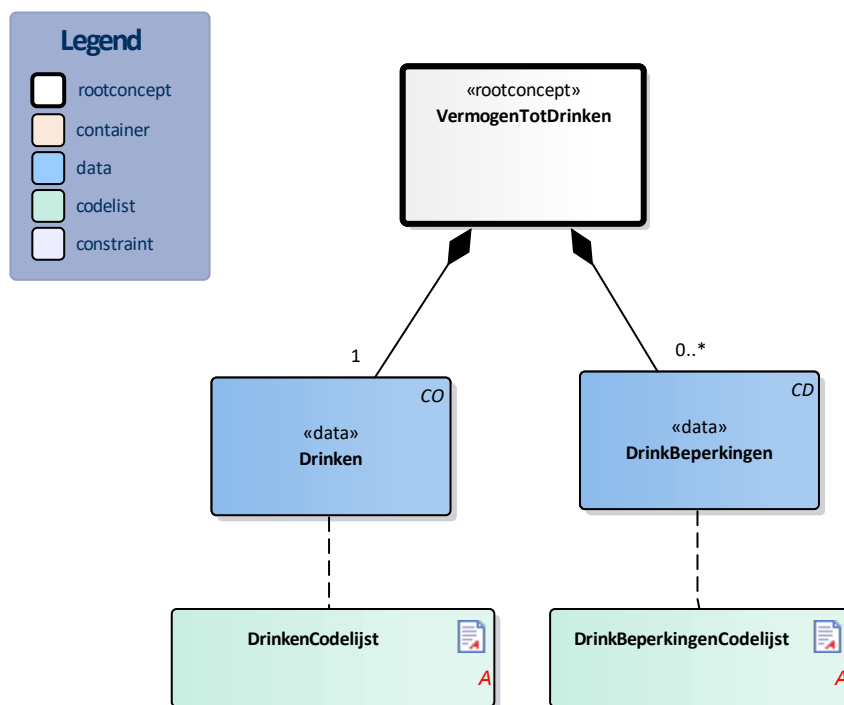 Legend
rootconcept
container
data
codelist
constraint
«rootconcept»
VermogenTotDrinken
1
0..*
CO
«data»
Drinken
CD
«data»
DrinkBeperkingen
DrinkenCodelijst
A
DrinkBeperkingenCodelijst
A